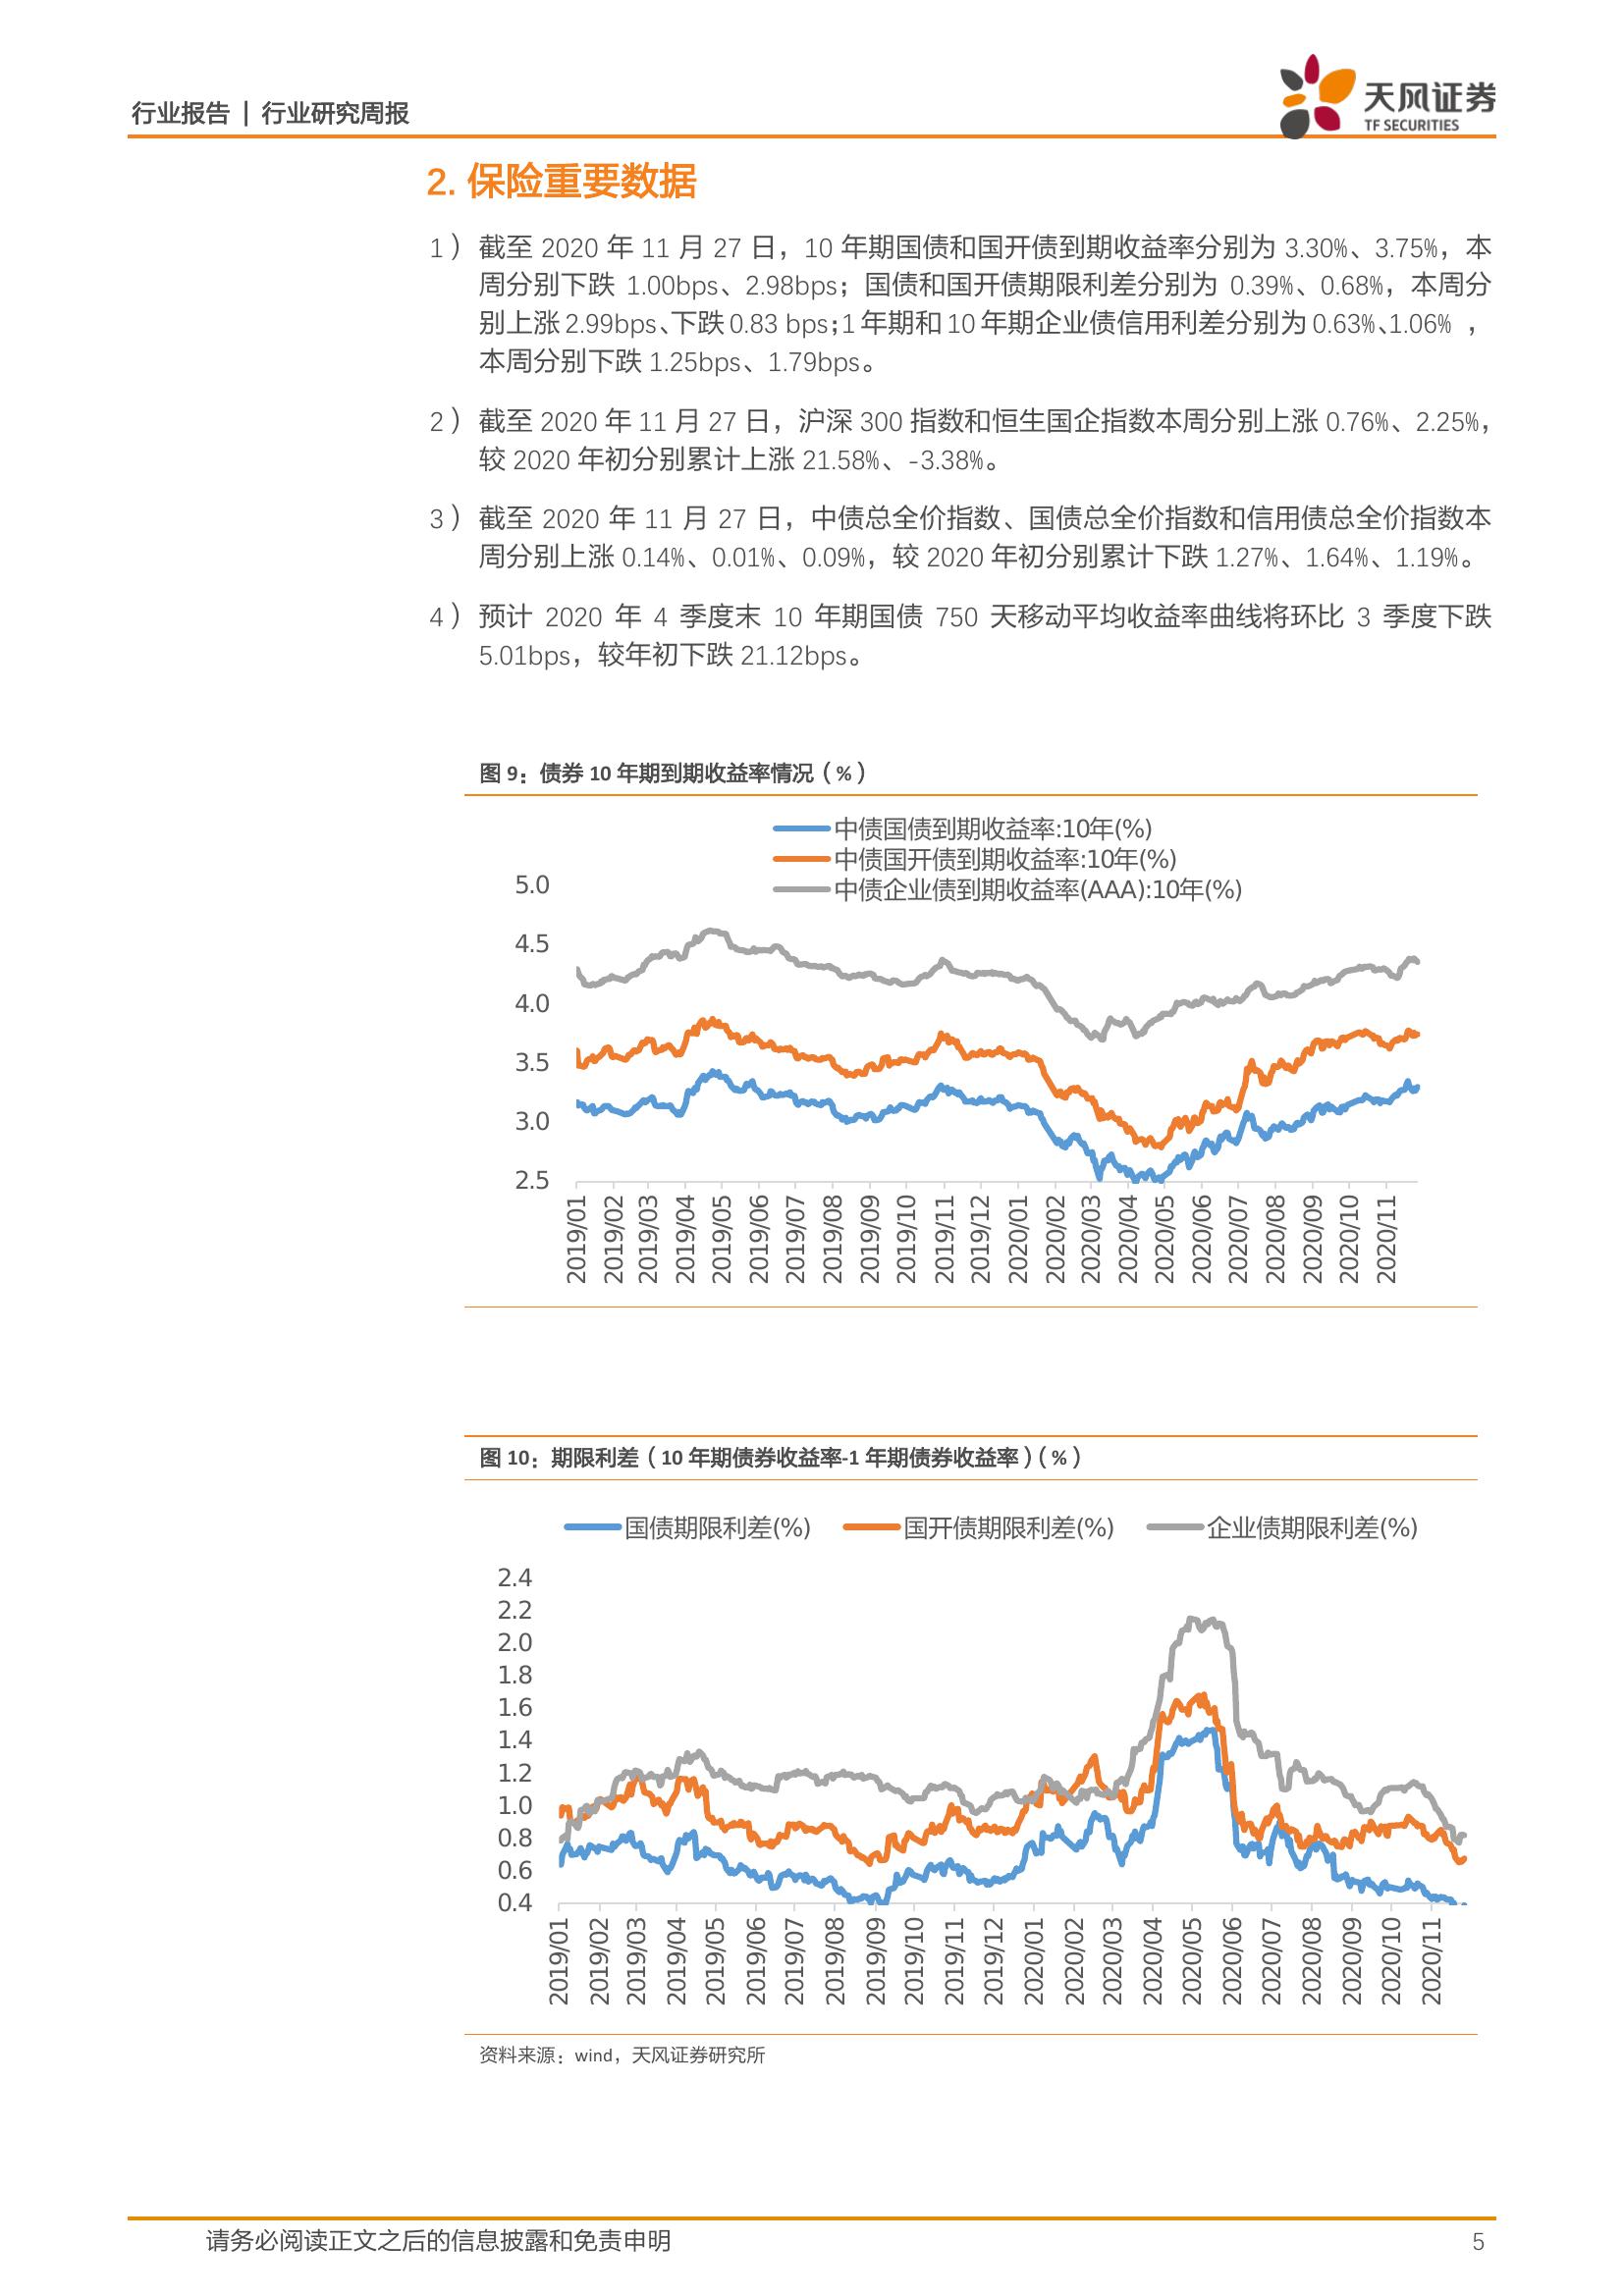 行业报告 | 行业研究周报
天风证券
TF SECURITIES
2. 保险重要数据
1） 截至 2020 年 11 月 27 日，10 年期国债和国开债到期收益率分别为 3.30%、3.75%，本
周分别下跌 1.00bps、2.98bps；国债和国开债期限利差分别为 0.39%、0.68%，本周分
别上涨 2.99bps、下跌 0.83 bps；1 年期和 10 年期企业债信用利差分别为 0.63%、1.06% ，
本周分别下跌 1.25bps、1.79bps。
2） 截至 2020 年 11 月 27 日，沪深 300 指数和恒生国企指数本周分别上涨 0.76%、2.25%，
较 2020 年初分别累计上涨 21.58%、-3.38%。
3） 截至 2020 年 11 月 27 日，中债总全价指数、国债总全价指数和信用债总全价指数本
周分别上涨 0.14%、0.01%、0.09%，较 2020 年初分别累计下跌 1.27%、1.64%、1.19%。
4） 预计 2020 年 4 季度末 10 年期国债 750 天移动平均收益率曲线将环比 3 季度下跌
5.01bps，较年初下跌 21.12bps。
图 9：债券 10 年期到期收益率情况（%）
中债国债到期收益率:10年(%)
中债国开债到期收益率:10年(%)
中债企业债到期收益率(AAA):10年(%)
5.0
4.5
4.0
3.5
3.0
2.5
2019/01
2019/02
2019/03
2019/04
2019/05
2019/06
2019/07
2019/08
2019/09
2019/10
2019/11
2019/12
2020/01
2020/02
2020/03
2020/04
2020/05
2020/06
2020/07
2020/08
2020/09
2020/10
2020/11
图 10：期限利差（10 年期债券收益率-1 年期债券收益率）（%）
国债期限利差(%) 国开债期限利差(%) 企业债期限利差(%)
2.4
2.2
2.0
1.8
1.6
1.4
1.2
1.0
0.8
0.6
0.4
2019/01
2019/02
2019/03
2019/04
2019/05
2019/06
2019/07
2019/08
2019/09
2019/10
2019/11
2019/12
2020/01
2020/02
2020/03
2020/04
2020/05
2020/06
2020/07
2020/08
2020/09
2020/10
2020/11
资料来源：wind，天风证券研究所
请务必阅读正文之后的信息披露和免责申明 5